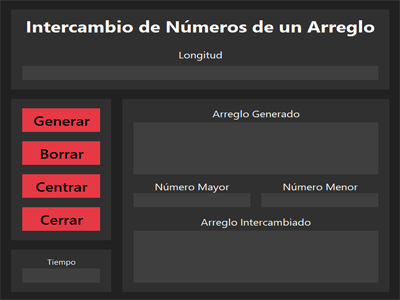 Intercambio de Números de un Arreglo
Longitud
Generar
Borrar
Centrar
Cerrar
Tiempo
Arreglo Generado
Número Mayor
Número Menor
Arreglo Intercambiado